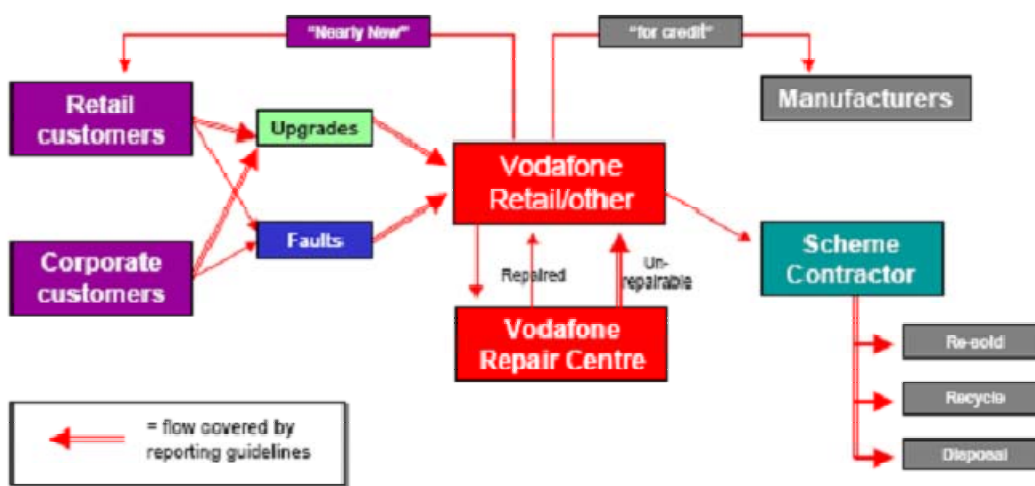 "Nearly New"
"for credit"
Retail
customers
Upgrades
Manufacturers
Vodafone
Retail/other
Corporate
customers
Faults
Scheme
Contractor
Repaired
Un-
repairable
Vodafone
Repair Centre
Re-sold
Recycle
Disposal
= flow covered by
reporting guidelines